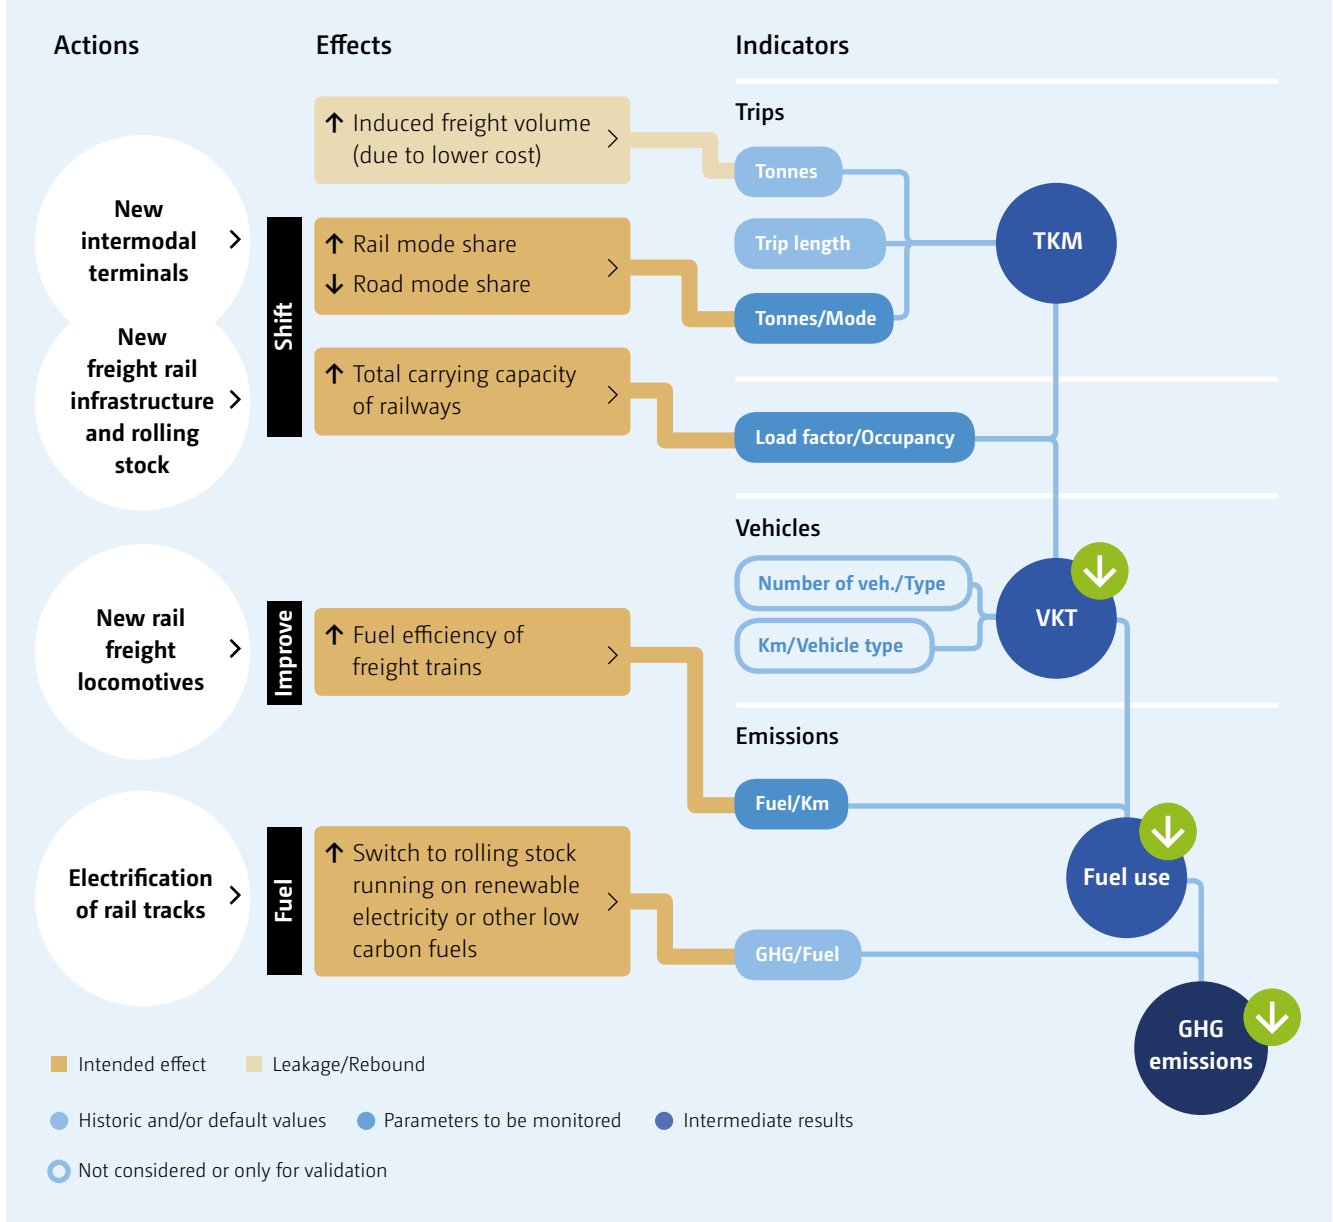 Actions
Effects
Indicators
New
intermodal
terminals
New
freight rail
infrastructure
and rolling
stock
New rail
freight
locomotives
Electrification
of rail tracks
Shift
Improve
Fuel
Induced freight volume
(due to lower cost)
Rail mode share
Road mode share
Total carrying capacity
of railways
Fuel efficiency of
freight trains
Switch to rolling stock
running on renewable
electricity or other low
carbon fuels
Trips
Tonnes
Trip length
Tonnes/Mode
Load factor/Occupancy
Vehicles
Number of veh./Type
Km/Vehicle type
Emissions
Fuel/Km
GHG/Fuel
TKM
VKT
Fuel use
GHG
emissions
Intended effect
Leakage/Rebound
Historic and/or default values
Parameters to be monitored
Intermediate results
Not considered or only for validation